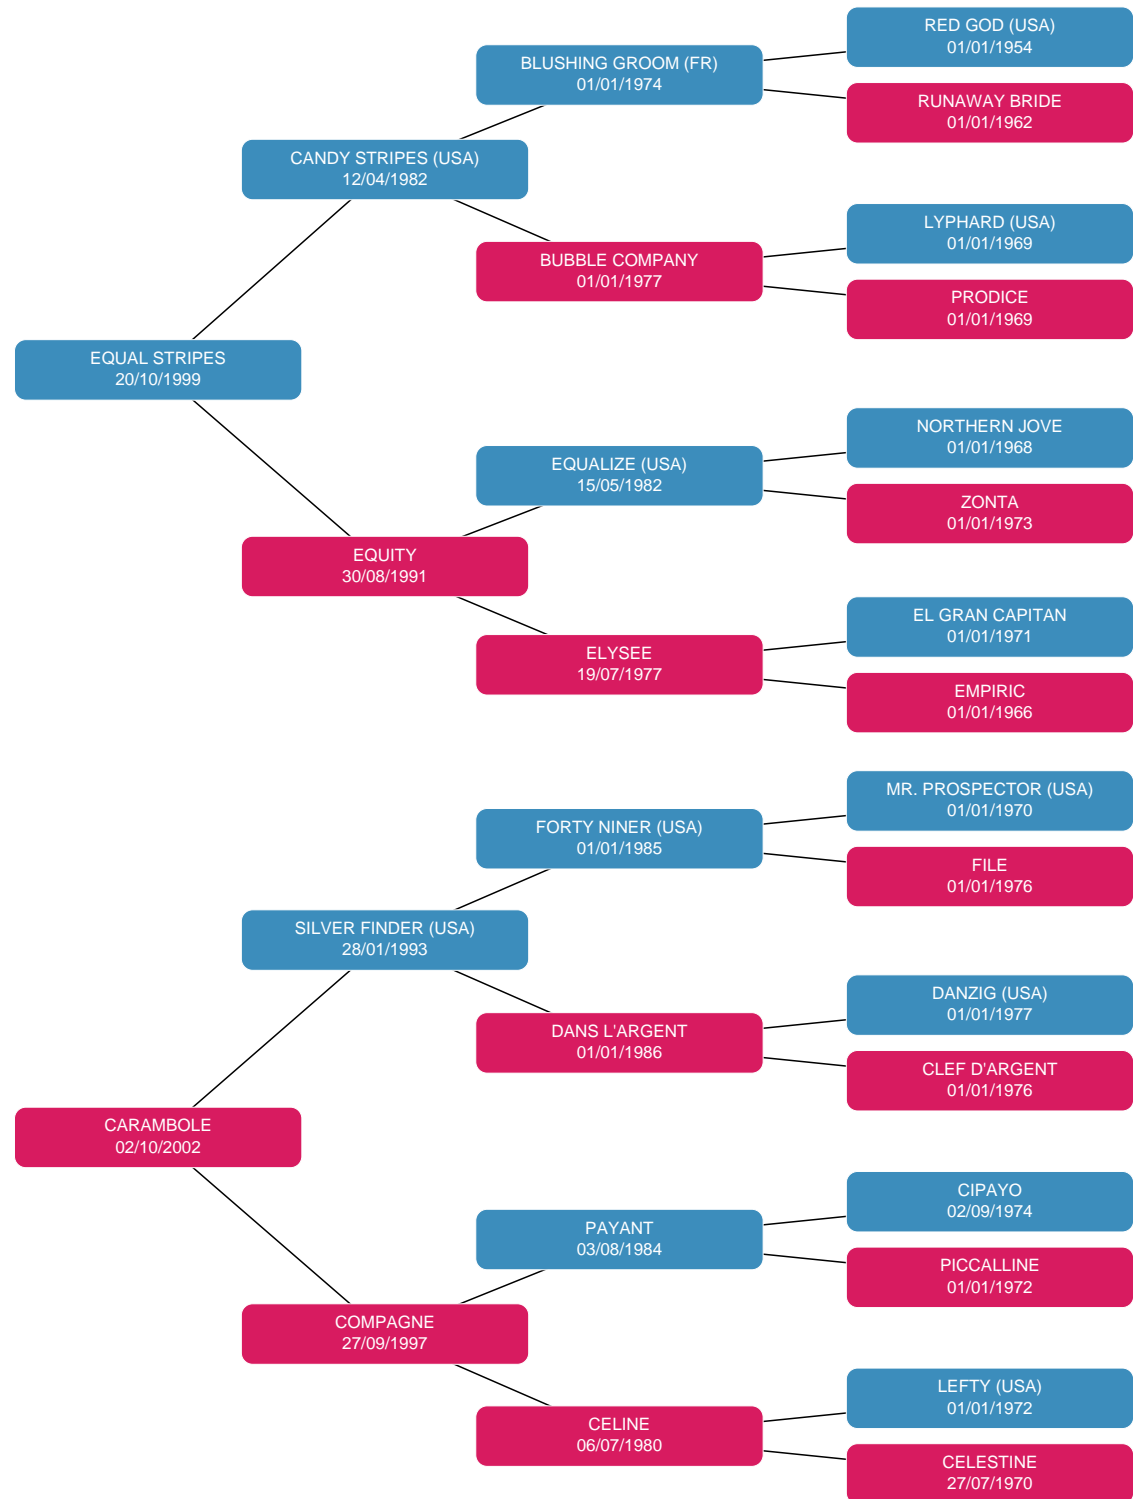 RED GOD (USA)
01/01/1954
BLUSHING GROOM (FR)
01/01/1974
RUNAWAY BRIDE
01/01/1962
CANDY STRIPES (USA)
12/04/1982
LYPHARD (USA)
01/01/1969
BUBBLE COMPANY
01/01/1977
PRODICE
01/01/1969
EQUAL STRIPES
20/10/1999
NORTHERN JOVE
01/01/1968
EQUALIZE (USA)
15/05/1982
ZONTA
01/01/1973
EQUITY
30/08/1991
EL GRAN CAPITAN
01/01/1971
ELYSEE
19/07/1977
EMPIRIC
01/01/1966
MR. PROSPECTOR (USA)
01/01/1970
FORTY NINER (USA)
01/01/1985
FILE
01/01/1976
SILVER FINDER (USA)
28/01/1993
DANZIG (USA)
01/01/1977
DANS L'ARGENT
01/01/1986
CLEF D'ARGENT
01/01/1976
CARAMBOLE
02/10/2002
CIPAYO
02/09/1974
PAYANT
03/08/1984
PICCALLINE
01/01/1972
COMPAGNE
27/09/1997
LEFTY (USA)
01/01/1972
CELINE
06/07/1980
CELESTINE
27/07/1970